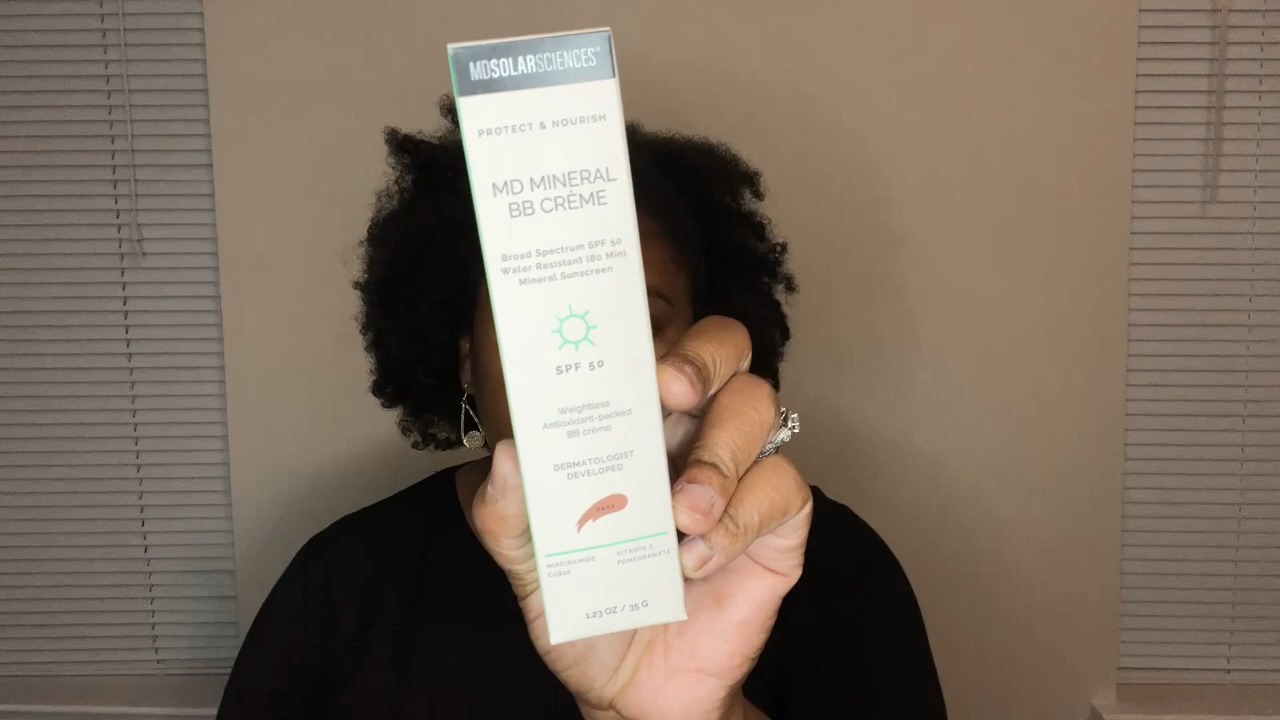 MDSOLARSCIENCES®
PROTECT & NOURISH
MD MINERAL
BB CRÈME
Broad Spectrum SPF 50
Water Resistant (80 Min)
Mineral Sunscreen
SPF 50
Weightless
Antioxidant-packed
BB crème
DERMATOLOGIST
DEVELOPED
NIACINAMIDE
CoQ10
VITAMIN C
POMEGRANATE
1.23 OZ / 35 G